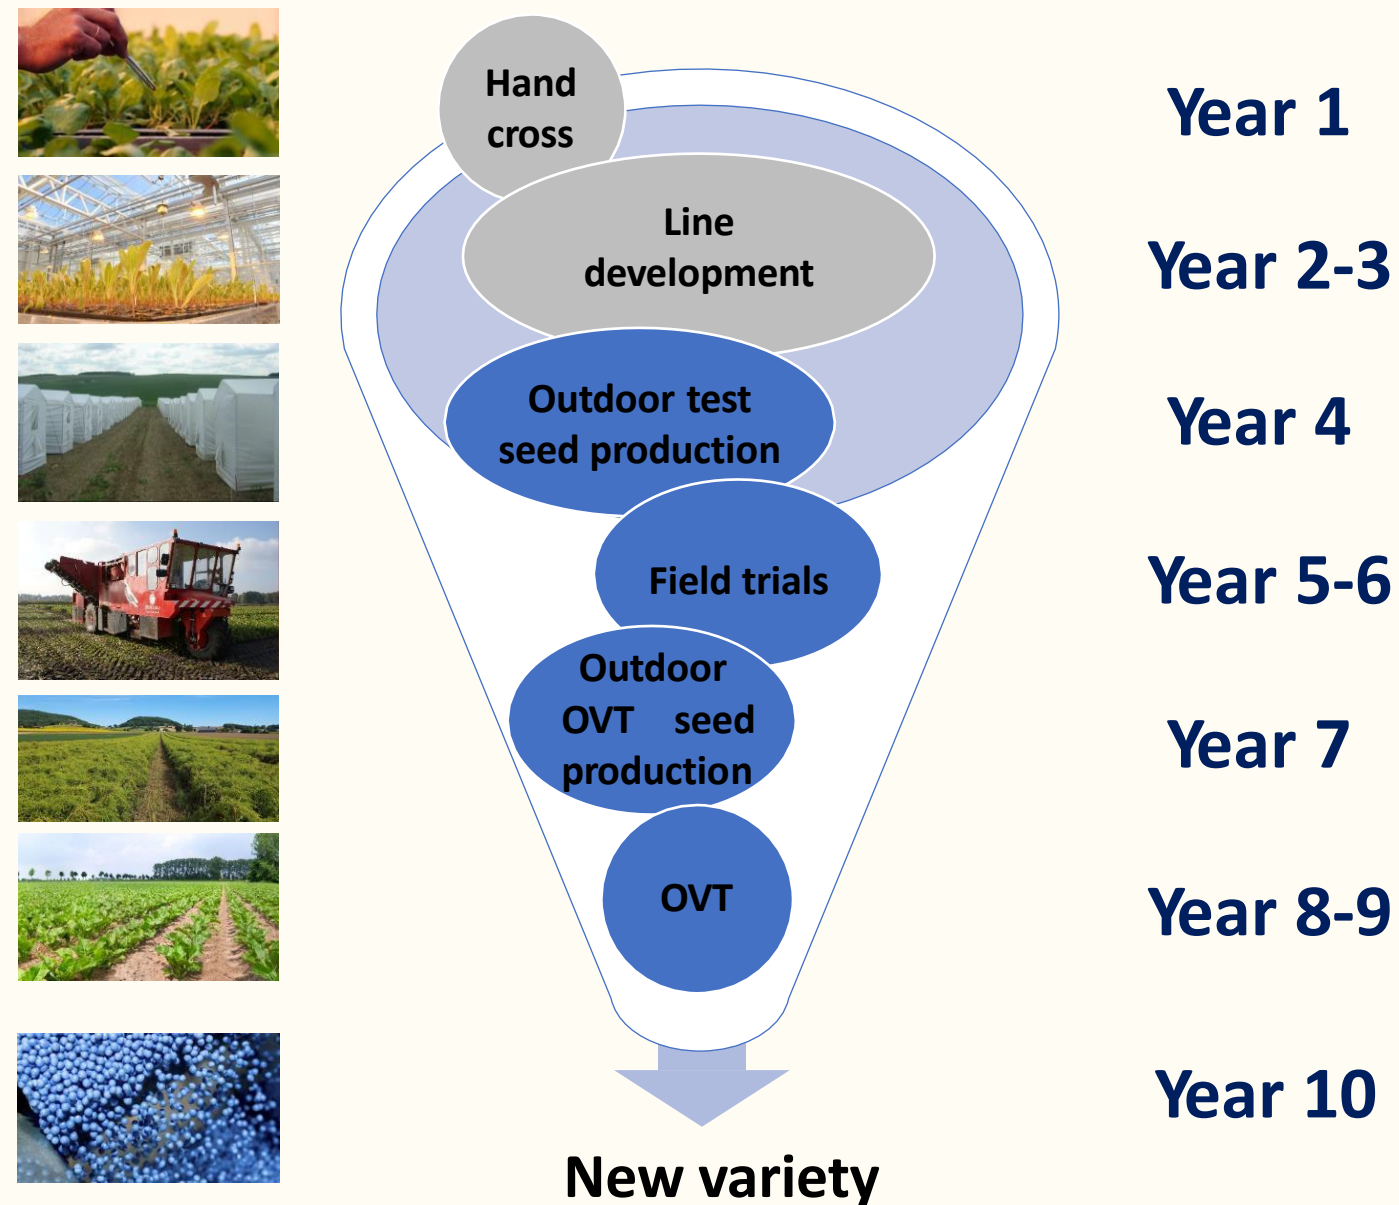 Hand
cross
Year 1
Line
development
Year 2-3
Outdoor test
seed production
Year 4
Field trials
Year 5-6
Outdoor
OVT seed
production
Year 7
OVT
Year 8-9
Year 10
New variety